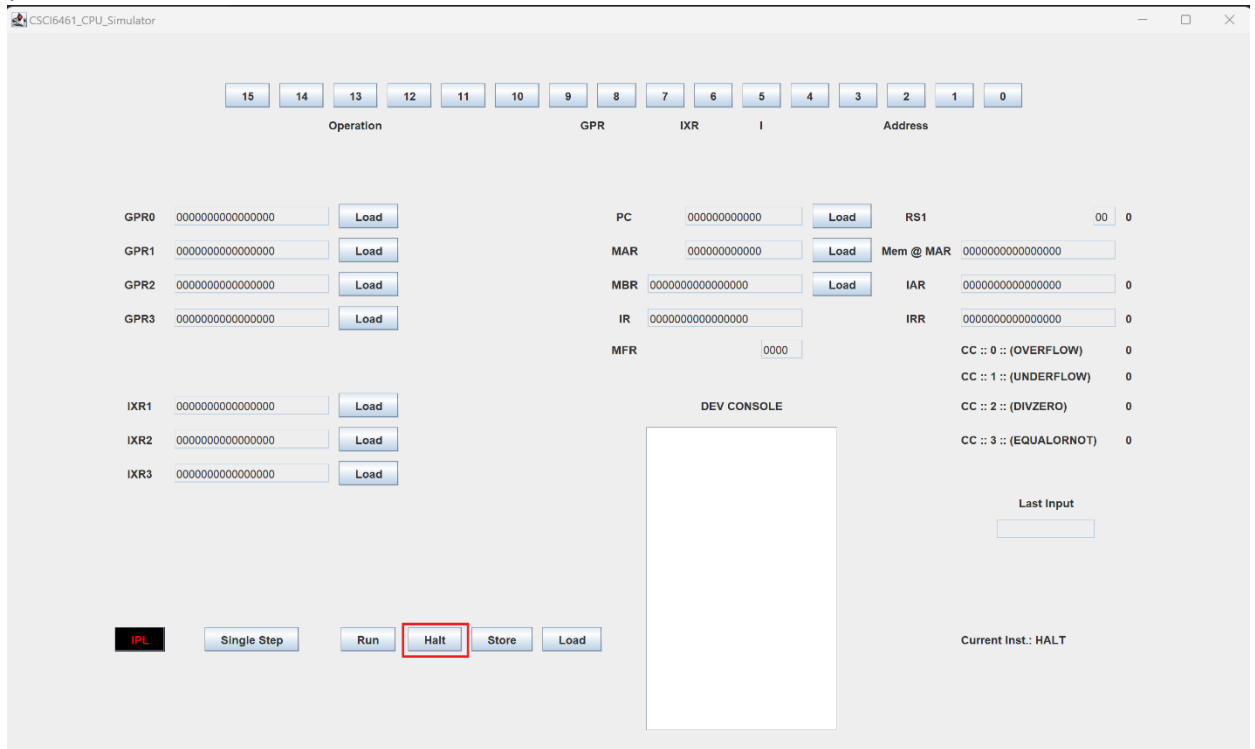 CSCI6461_CPU_Simulator
15 14 13 12 11 10 9 8 7 6 5 4 3 2 1 0
Operation GPR IXR I Address
GPR0 0000000000000000 Load PC 000000000000 Load RS1 00 0
GPR1 0000000000000000 Load MAR 000000000000 Load Mem @ MAR 0000000000000000
GPR2 0000000000000000 Load MBR 0000000000000000 Load IAR 0000000000000000 0
GPR3 0000000000000000 Load IR 0000000000000000 IRR 0000000000000000 0
MFR 0000 CC :: 0 :: (OVERFLOW) 0
CC :: 1 :: (UNDERFLOW) 0
IXR1 0000000000000000 Load DEV CONSOLE CC :: 2 :: (DIVZERO) 0
IXR2 0000000000000000 Load CC :: 3 :: (EQUALORNOT) 0
IXR3 0000000000000000 Load
Last Input
IPL Single Step Run Halt Store Load Current Inst.: HALT